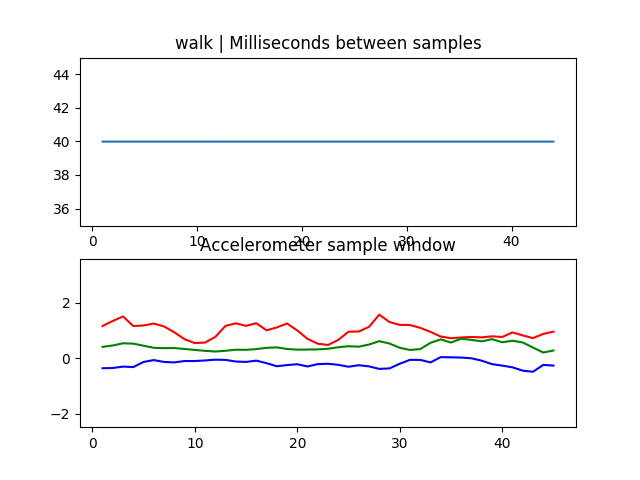 walk | Milliseconds between samples
44
42
40
38
36
0 10 20 30 40
Accelerometer sample window
2
0
−2
0 10 20 30 40